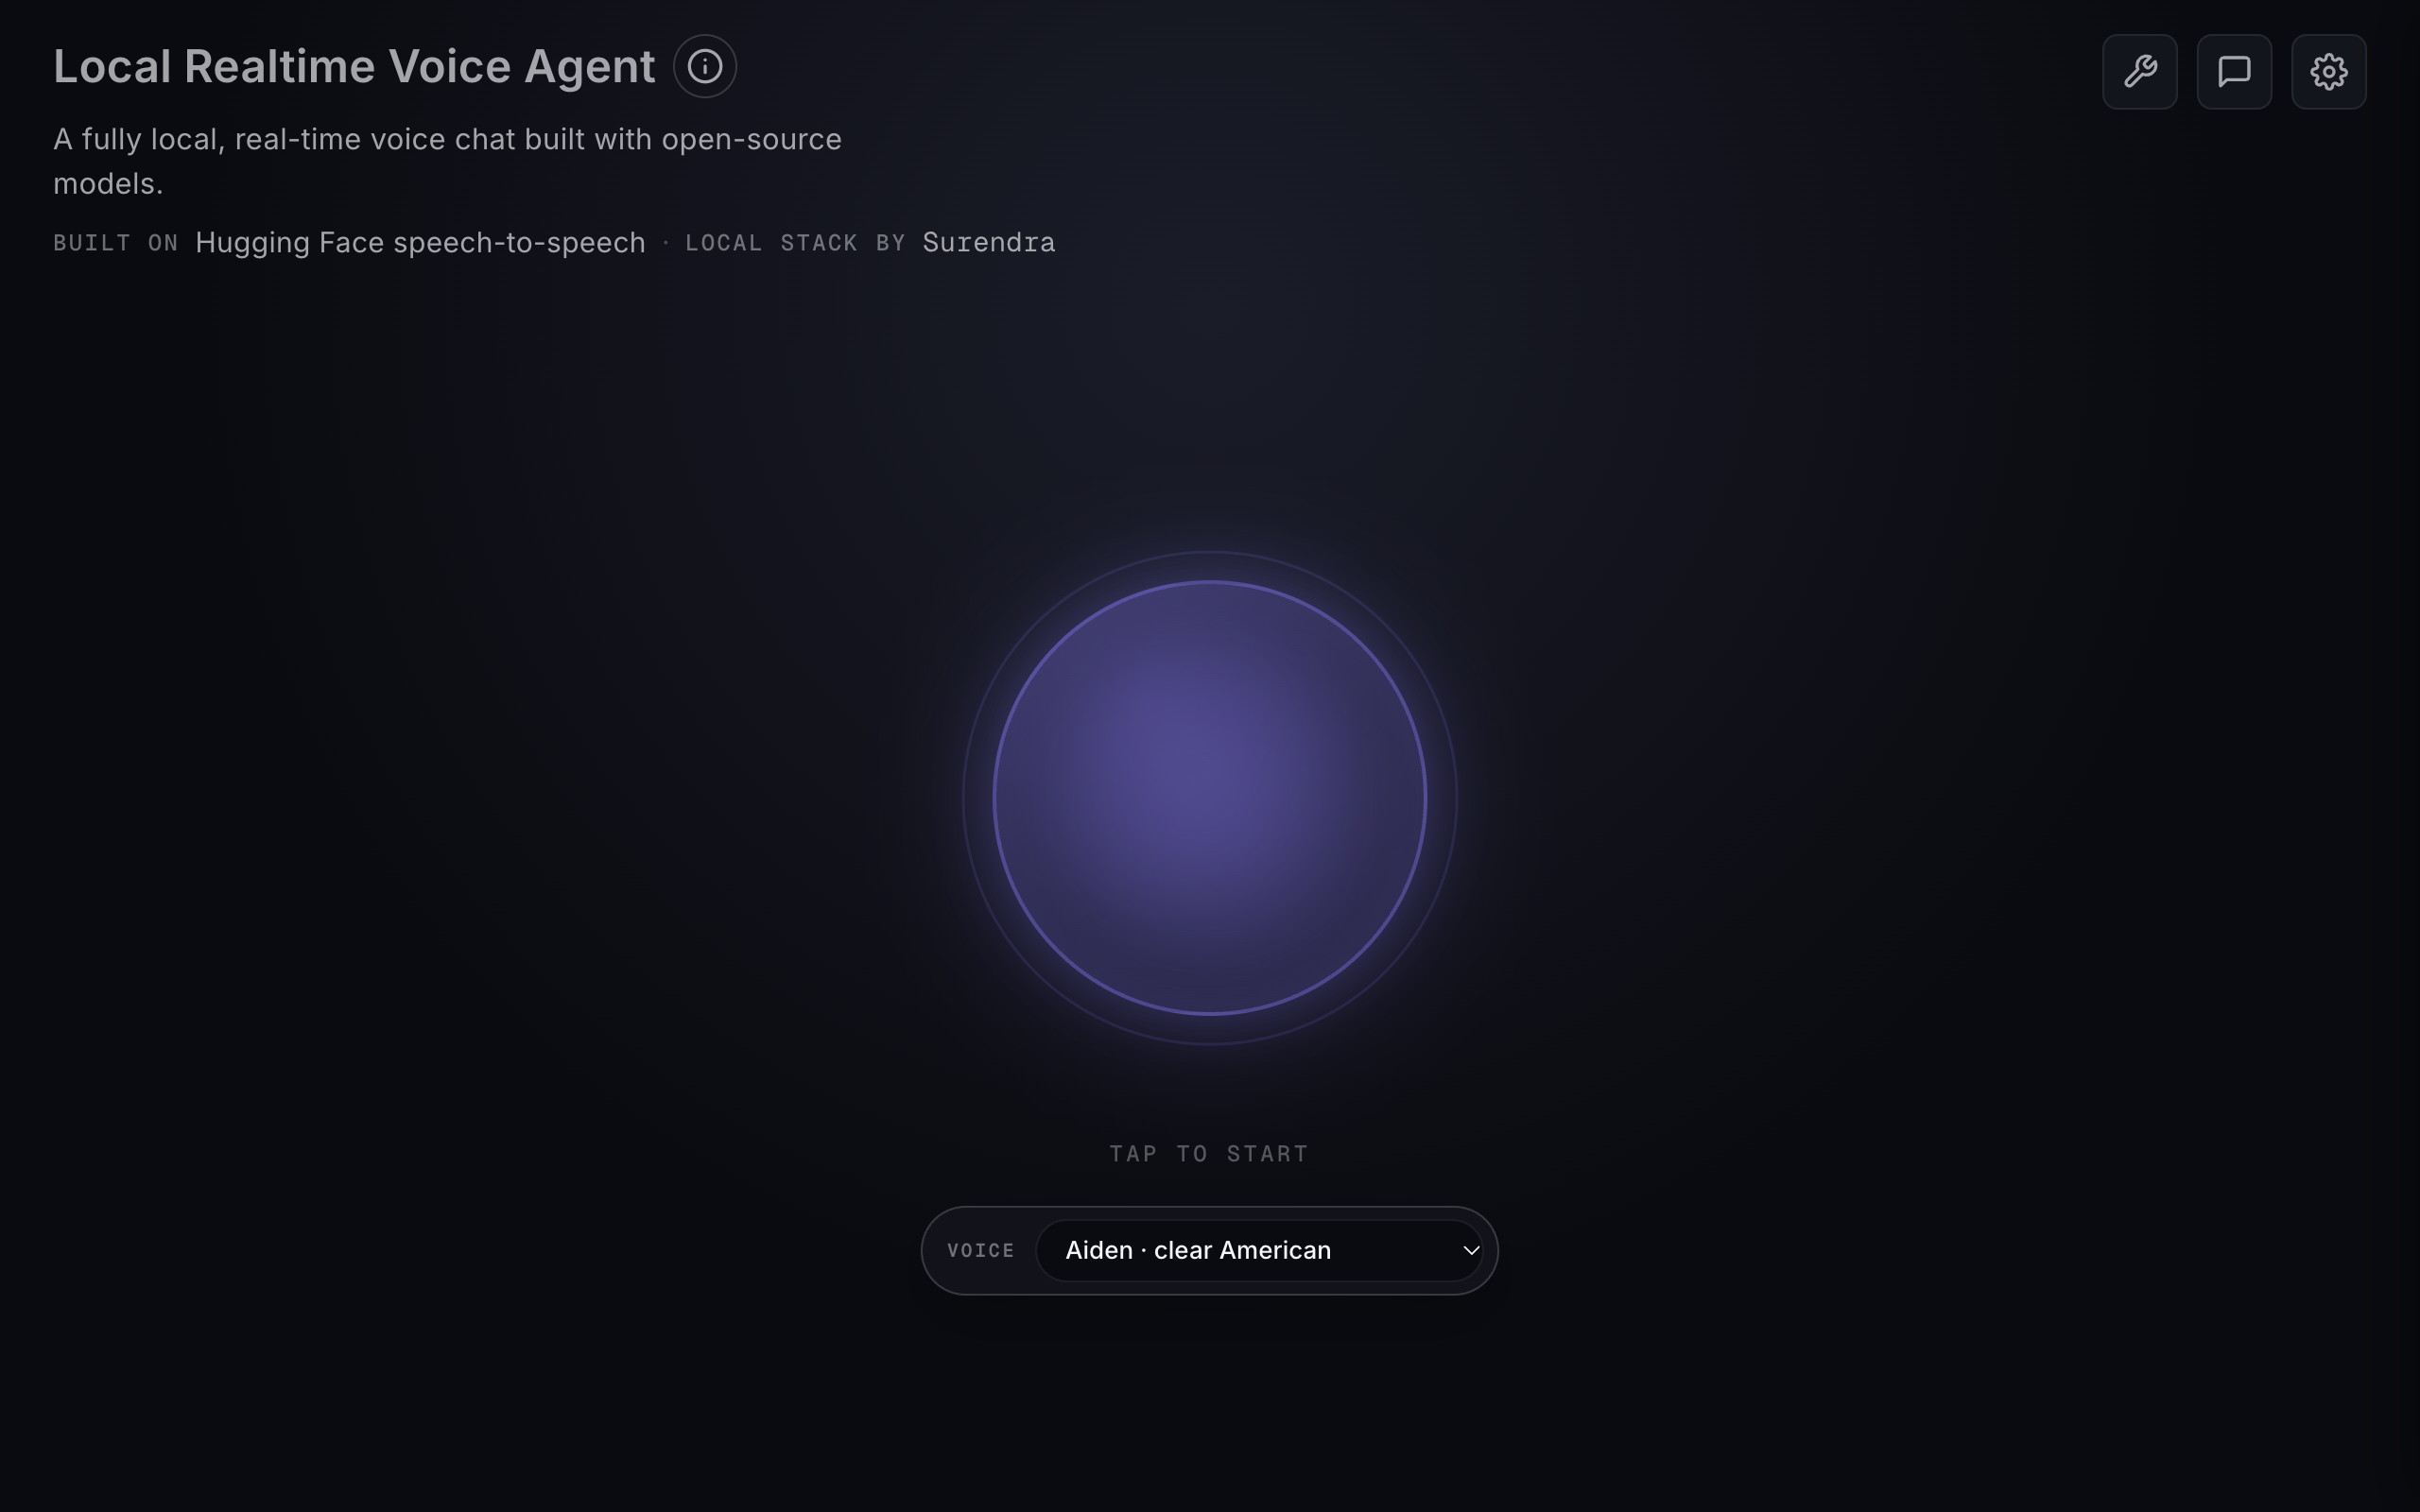 Local Realtime Voice Agent
A fully local, real-time voice chat built with open-source
models.
BUILT ON Hugging Face speech-to-speech · LOCAL STACK BY Surendra
TAP TO START
VOICE Aiden · clear American